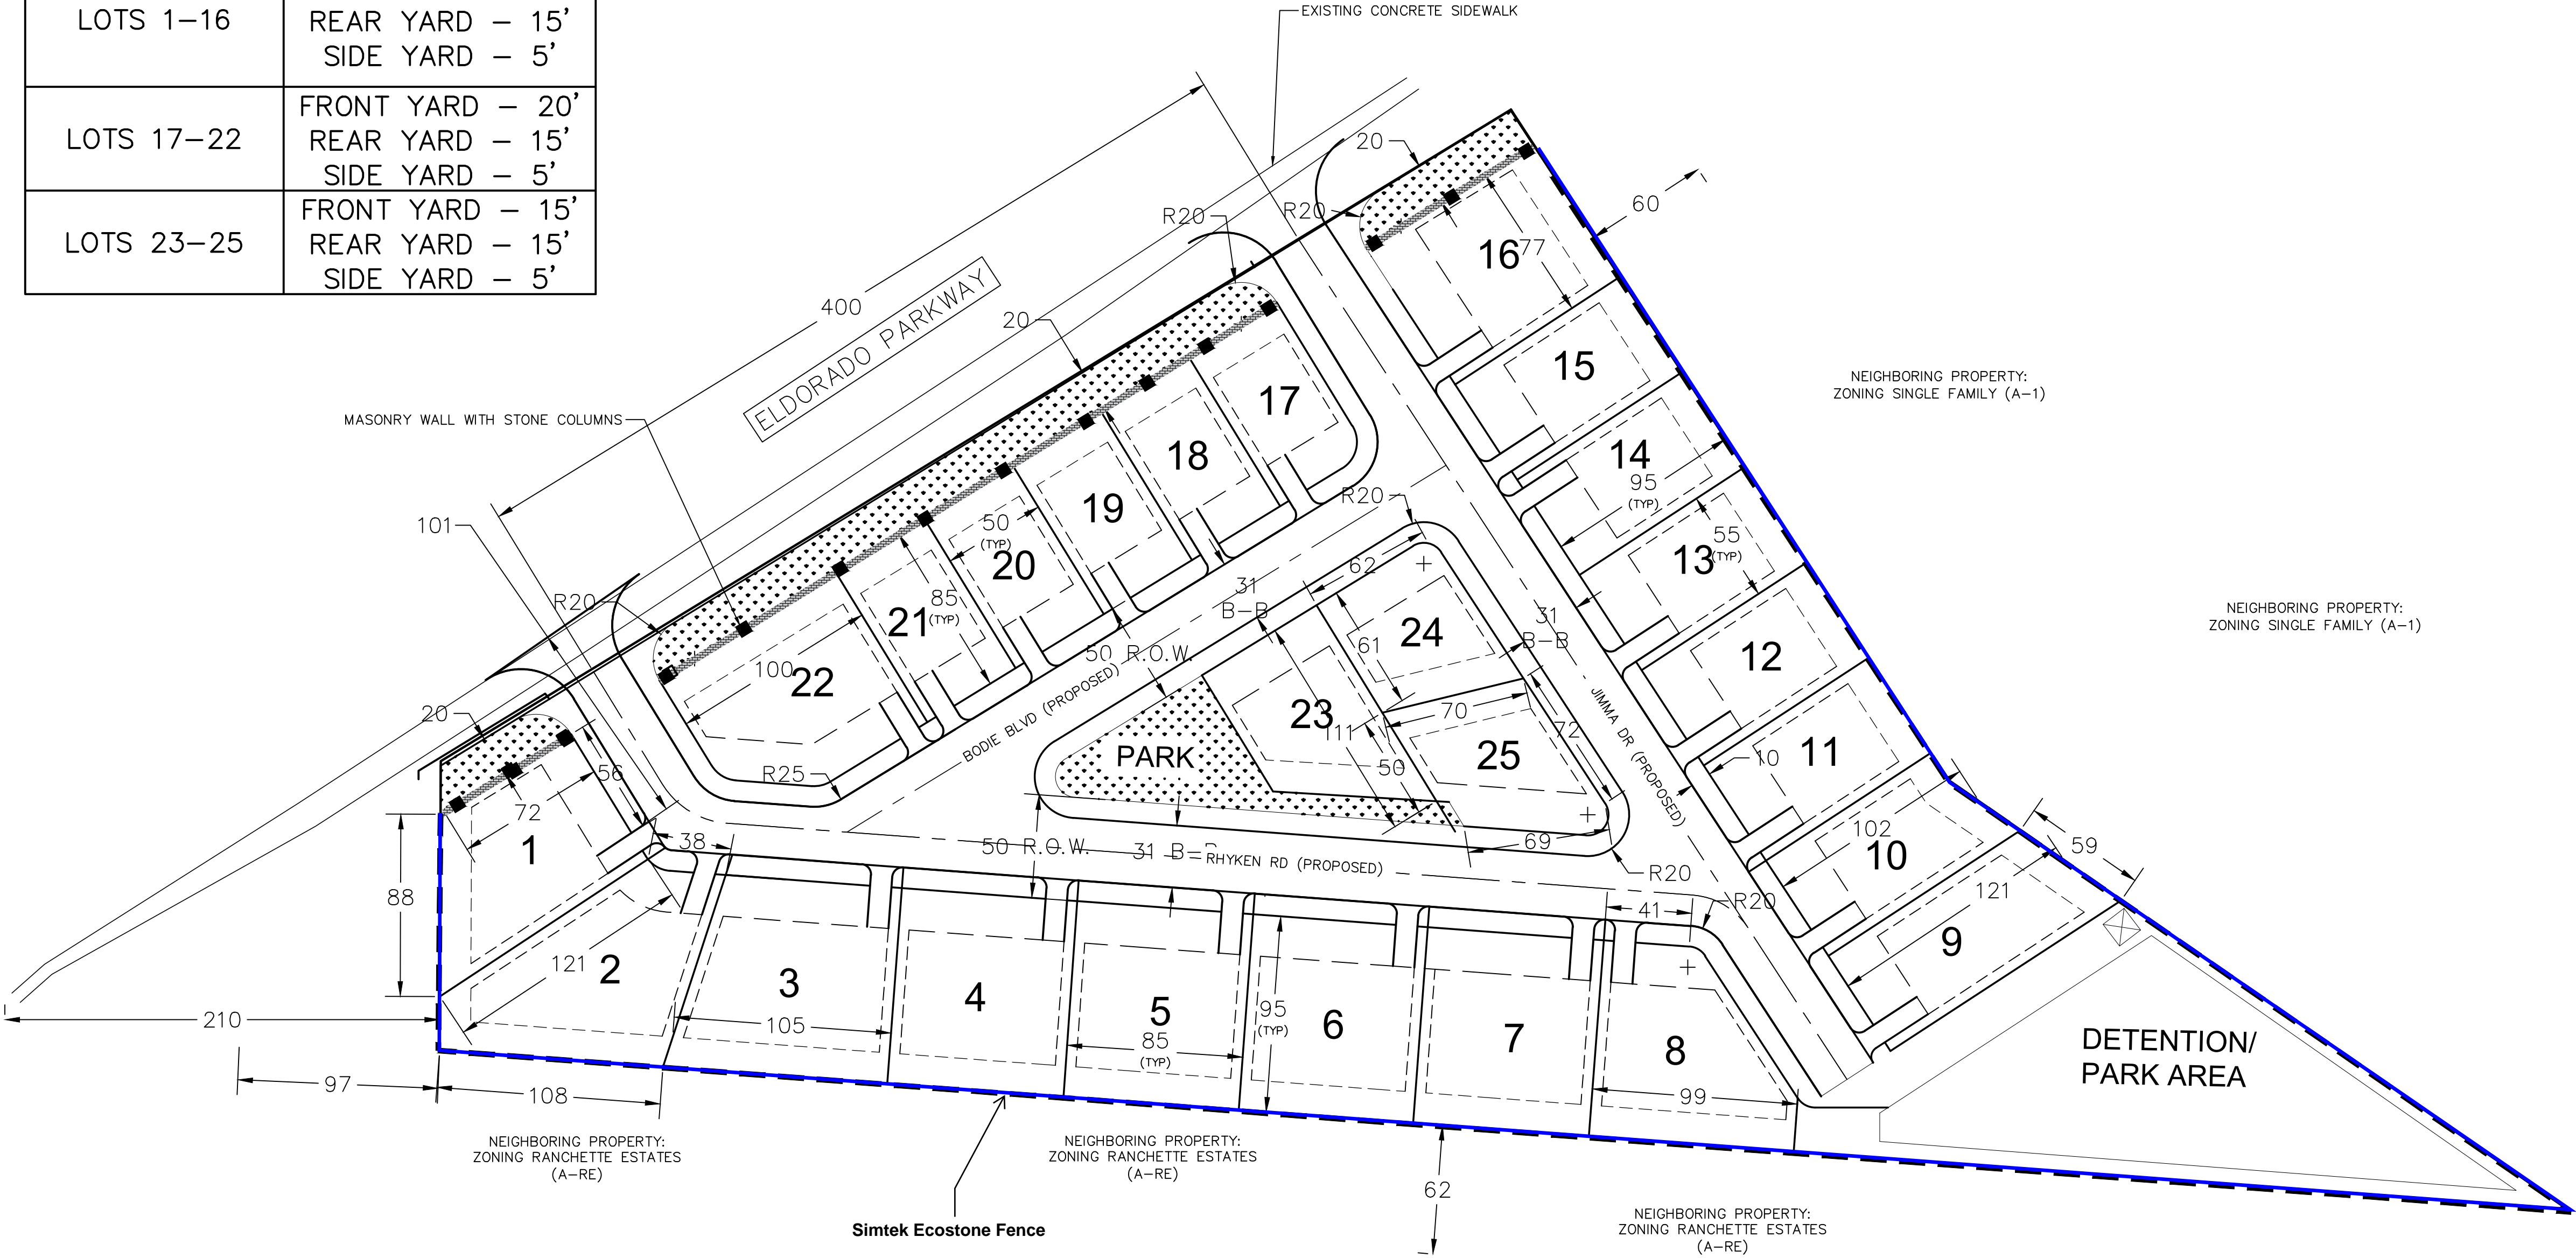 LOTS 1-16
REAR YARD - 15'
SIDE YARD - 5'
LOTS 17-22
FRONT YARD - 20'
REAR YARD - 15'
SIDE YARD - 5'
LOTS 23-25
FRONT YARD - 15'
REAR YARD - 15'
SIDE YARD - 5'
EXISTING CONCRETE SIDEWALK
20
R20
R20
60
1677
400
ELDORADO PARKWAY
20
15
17
NEIGHBORING PROPERTY:
ZONING SINGLE FAMILY (A-1)
MASONRY WALL WITH STONE COLUMNS
18
14
95
(TYP)
R20
19
101
50
(TYP)
20
13
55
(TYP)
62
31
B-B
R20
85
(TYP)
21
24
61
31
B-B
NEIGHBORING PROPERTY:
ZONING SINGLE FAMILY (A-1)
12
50 R.O.W.
100
22
BODIE BLVD (PROPOSED)
23
111
70
72
JIMMA DR (PROPOSED)
20
PARK
25
50
10
11
R25
56
72
1
38
50 R.O.W.
31 B-
RHYKEN RD (PROPOSED)
69
R20
102
10
59
88
121
2
3
105
4
5
85
(TYP)
95
(TYP)
6
7
41
R20
8
99
121
9
210
97
108
DETENTION/
PARK AREA
NEIGHBORING PROPERTY:
ZONING RANCHETTE ESTATES
(A-RE)
NEIGHBORING PROPERTY:
ZONING RANCHETTE ESTATES
(A-RE)
62
Simtek Ecostone Fence
NEIGHBORING PROPERTY:
ZONING RANCHETTE ESTATES
(A-RE)